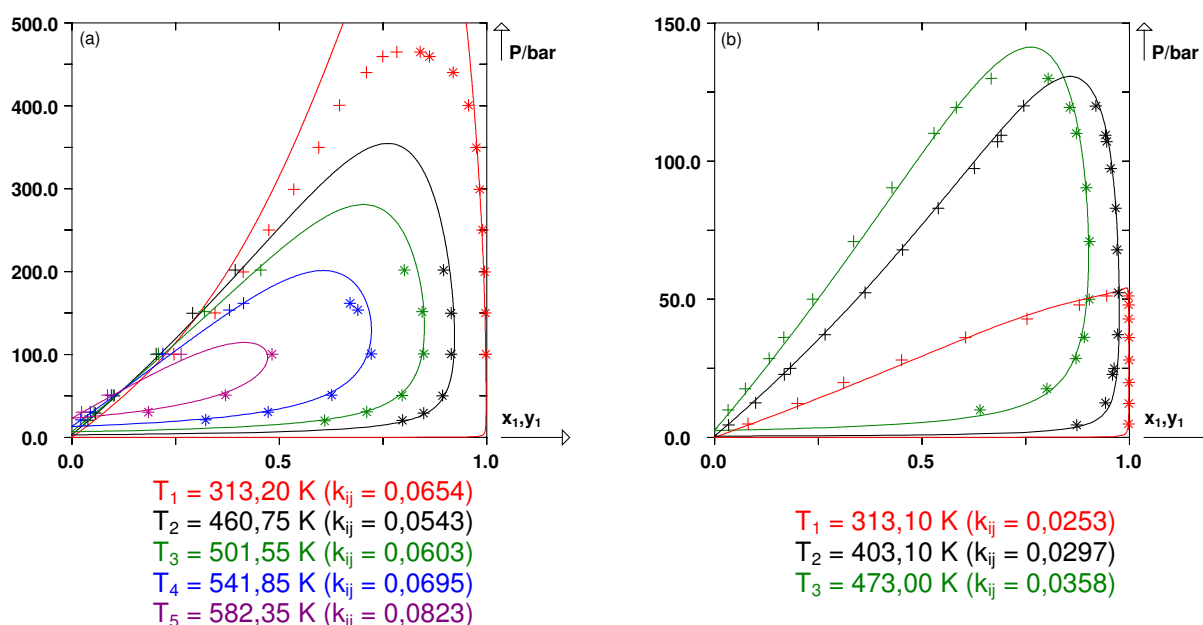 (a)
P/bar
500.0
400.0
300.0
200.0
100.0
0.0
0.0
0.5
1.0
x₁,y₁
T₁ = 313,20 K (kᵢⱼ = 0,0654)
T₂ = 460,75 K (kᵢⱼ = 0,0543)
T₃ = 501,55 K (kᵢⱼ = 0,0603)
T₄ = 541,85 K (kᵢⱼ = 0,0695)
T₅ = 582,35 K (kᵢⱼ = 0,0823)
(b)
P/bar
150.0
100.0
50.0
0.0
0.0
0.5
1.0
x₁,y₁
T₁ = 313,10 K (kᵢⱼ = 0,0253)
T₂ = 403,10 K (kᵢⱼ = 0,0297)
T₃ = 473,00 K (kᵢⱼ = 0,0358)